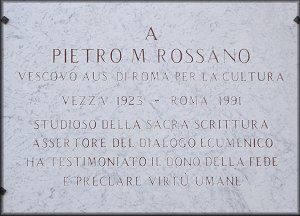 A
PIETRO M. ROSSANO
VESCOVO AUS. DI ROMA PER LA CULTURA
VEZZA 1923 - ROMA 1991
STUDIOSO DELLA SACRA SCRITTURA
ASSERTORE DEL DIALOGO ECUMENICO
HA TESTIMONIATO IL DONO DELLA FEDE
E PRECLARE VIRTÙ UMANE